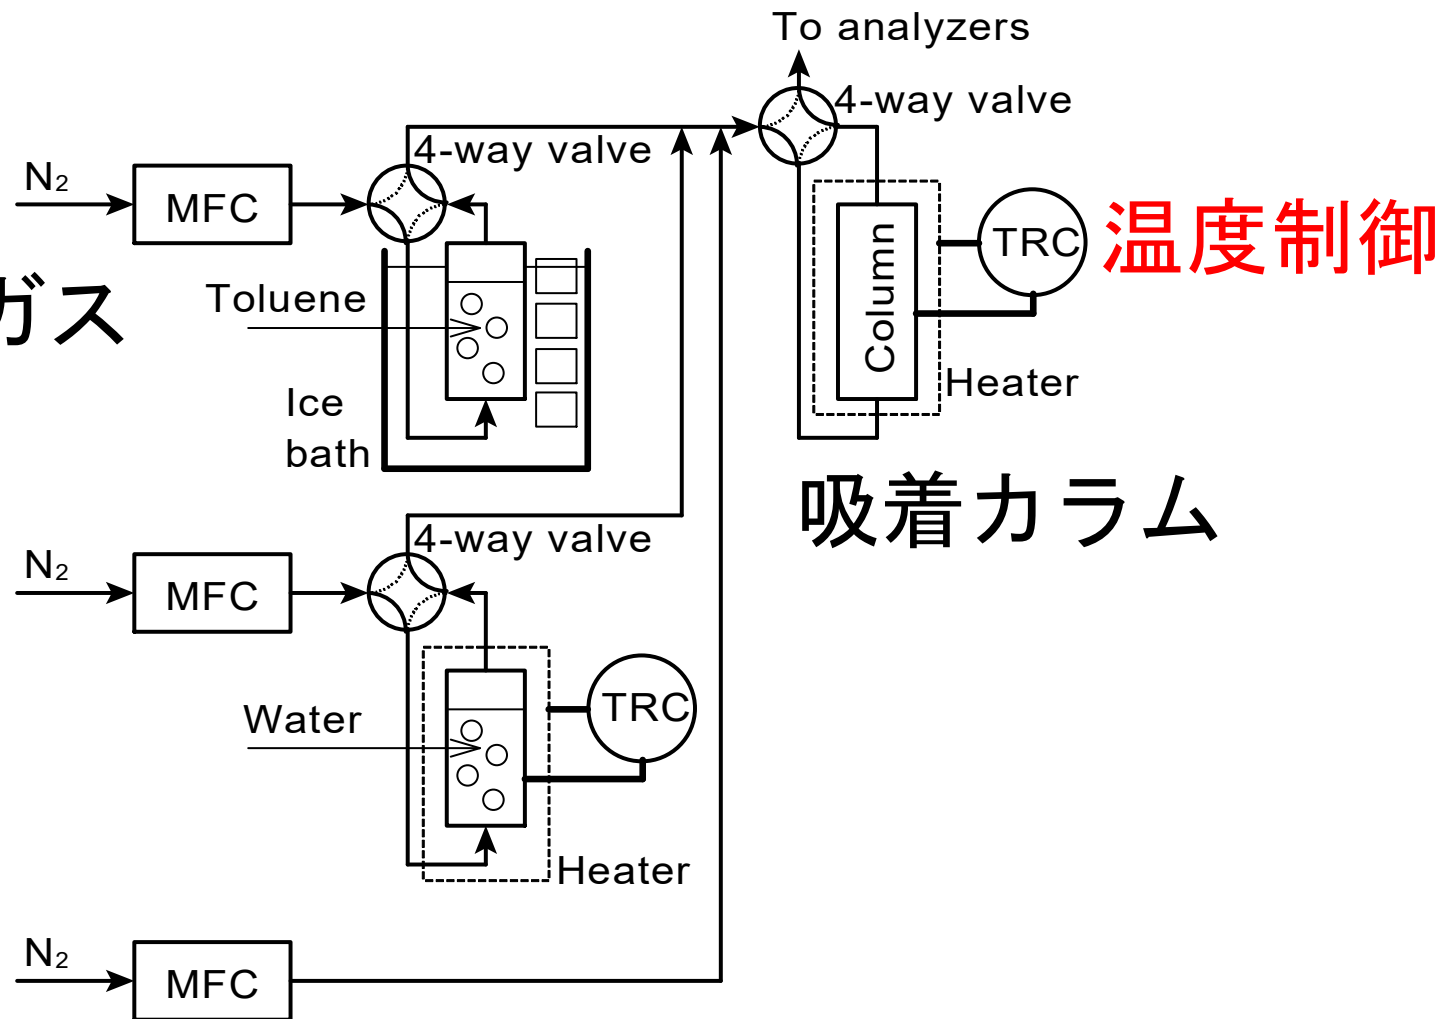 To analyzers
4-way valve
4-way valve
N2
MFC
TRC
温度制御
Column
ガス
Toluene
Heater
Ice
bath
吸着カラム
4-way valve
N2
MFC
TRC
Water
Heater
N2
MFC